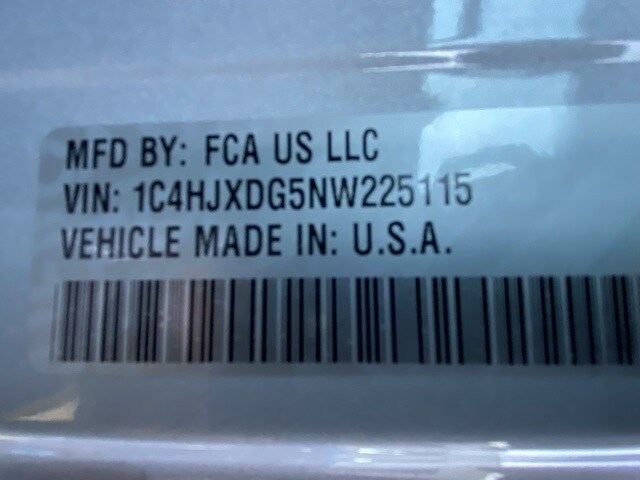 MFD BY: FCA US LLC
VIN: 1C4HJXDG5NW225115
VEHICLE MADE IN: U.S.A.